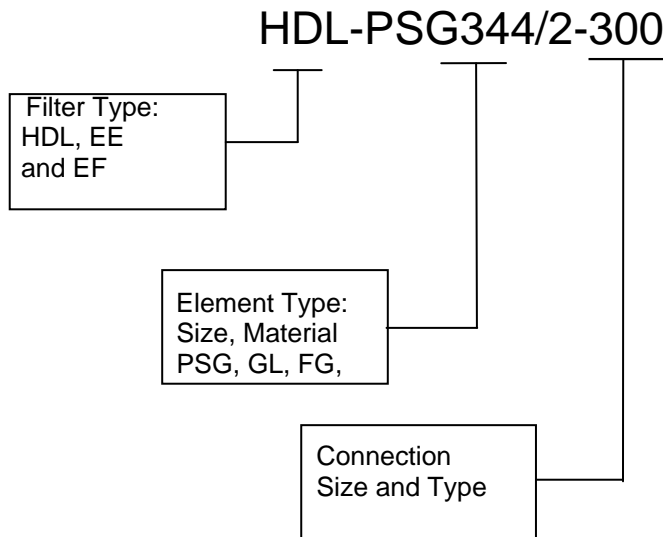 HDL-PSG344/2-300
Filter Type:
HDL, EE
and EF
Element Type:
Size, Material
PSG, GL, FG,
Connection
Size and Type